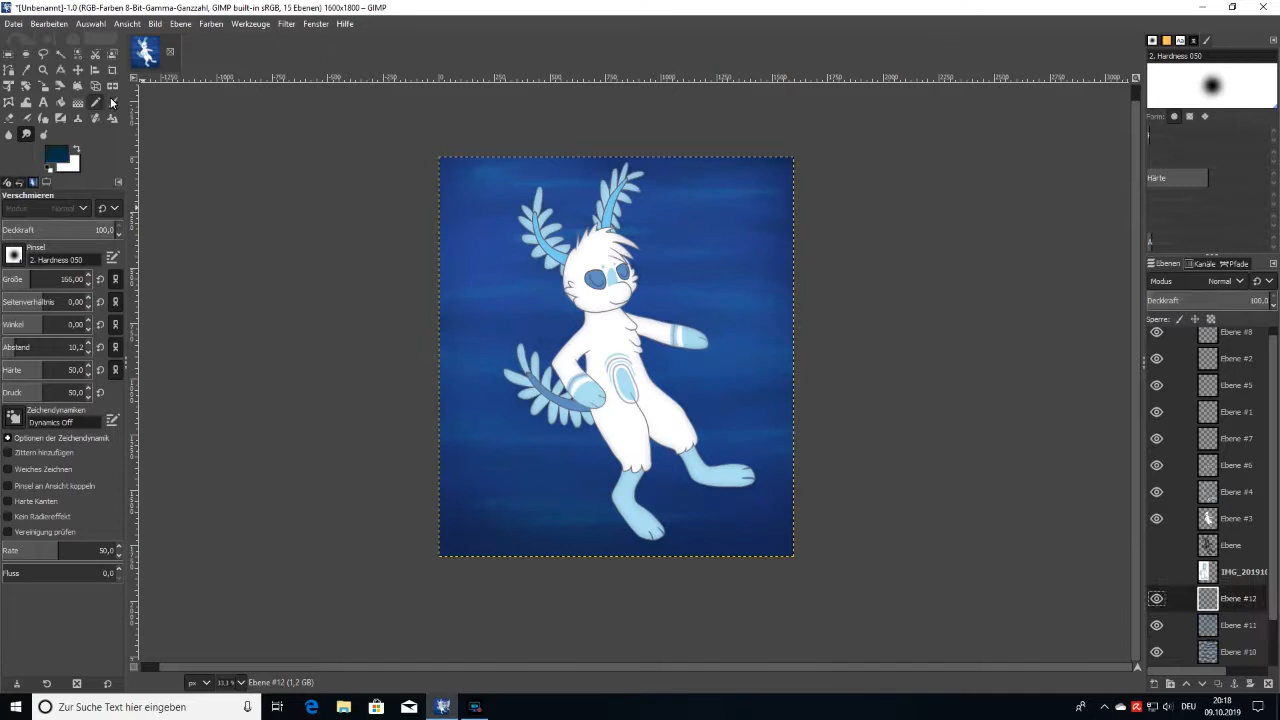 *[Unbenannt]-1.0 (RGB-Farben 8-Bit-Gamma-Ganzzahl, GIMP built-in sRGB, 15 Ebenen) 1600x1800 – GIMP
Datei Bearbeiten Auswahl Ansicht Bild Ebene Farben Werkzeuge Filter Fenster Hilfe
Verschmieren
Modus Normal
Deckkraft 100,0
Pinsel
2. Hardness 050
Größe 166,00
Seitenverhältnis 0,00
Winkel 0,00
Abstand 10,2
Härte 50,0
Druck 50,0
Zeichendynamiken
Dynamics Off
Optionen der Zeichendynamik
Zittern hinzufügen
Weiches Zeichnen
Pinsel an Ansicht koppeln
Harte Kanten
Kein Radiereffekt
Vereinigung prüfen
Rate 50,0
Fluss 0,0
2. Hardness 050
Form:
Härte
Ebenen Kanäle Pfade
Modus Normal
Deckkraft 100,0
Sperre:
Ebene #8
Ebene #2
Ebene #5
Ebene #1
Ebene #7
Ebene #6
Ebene #4
Ebene #3
Ebene
IMG_201910
Ebene #12
Ebene #11
Ebene #10
px 33,3 % Ebene #12 (1,2 GB)
Zur Suche Text hier eingeben
DEU
20:18
09.10.2019